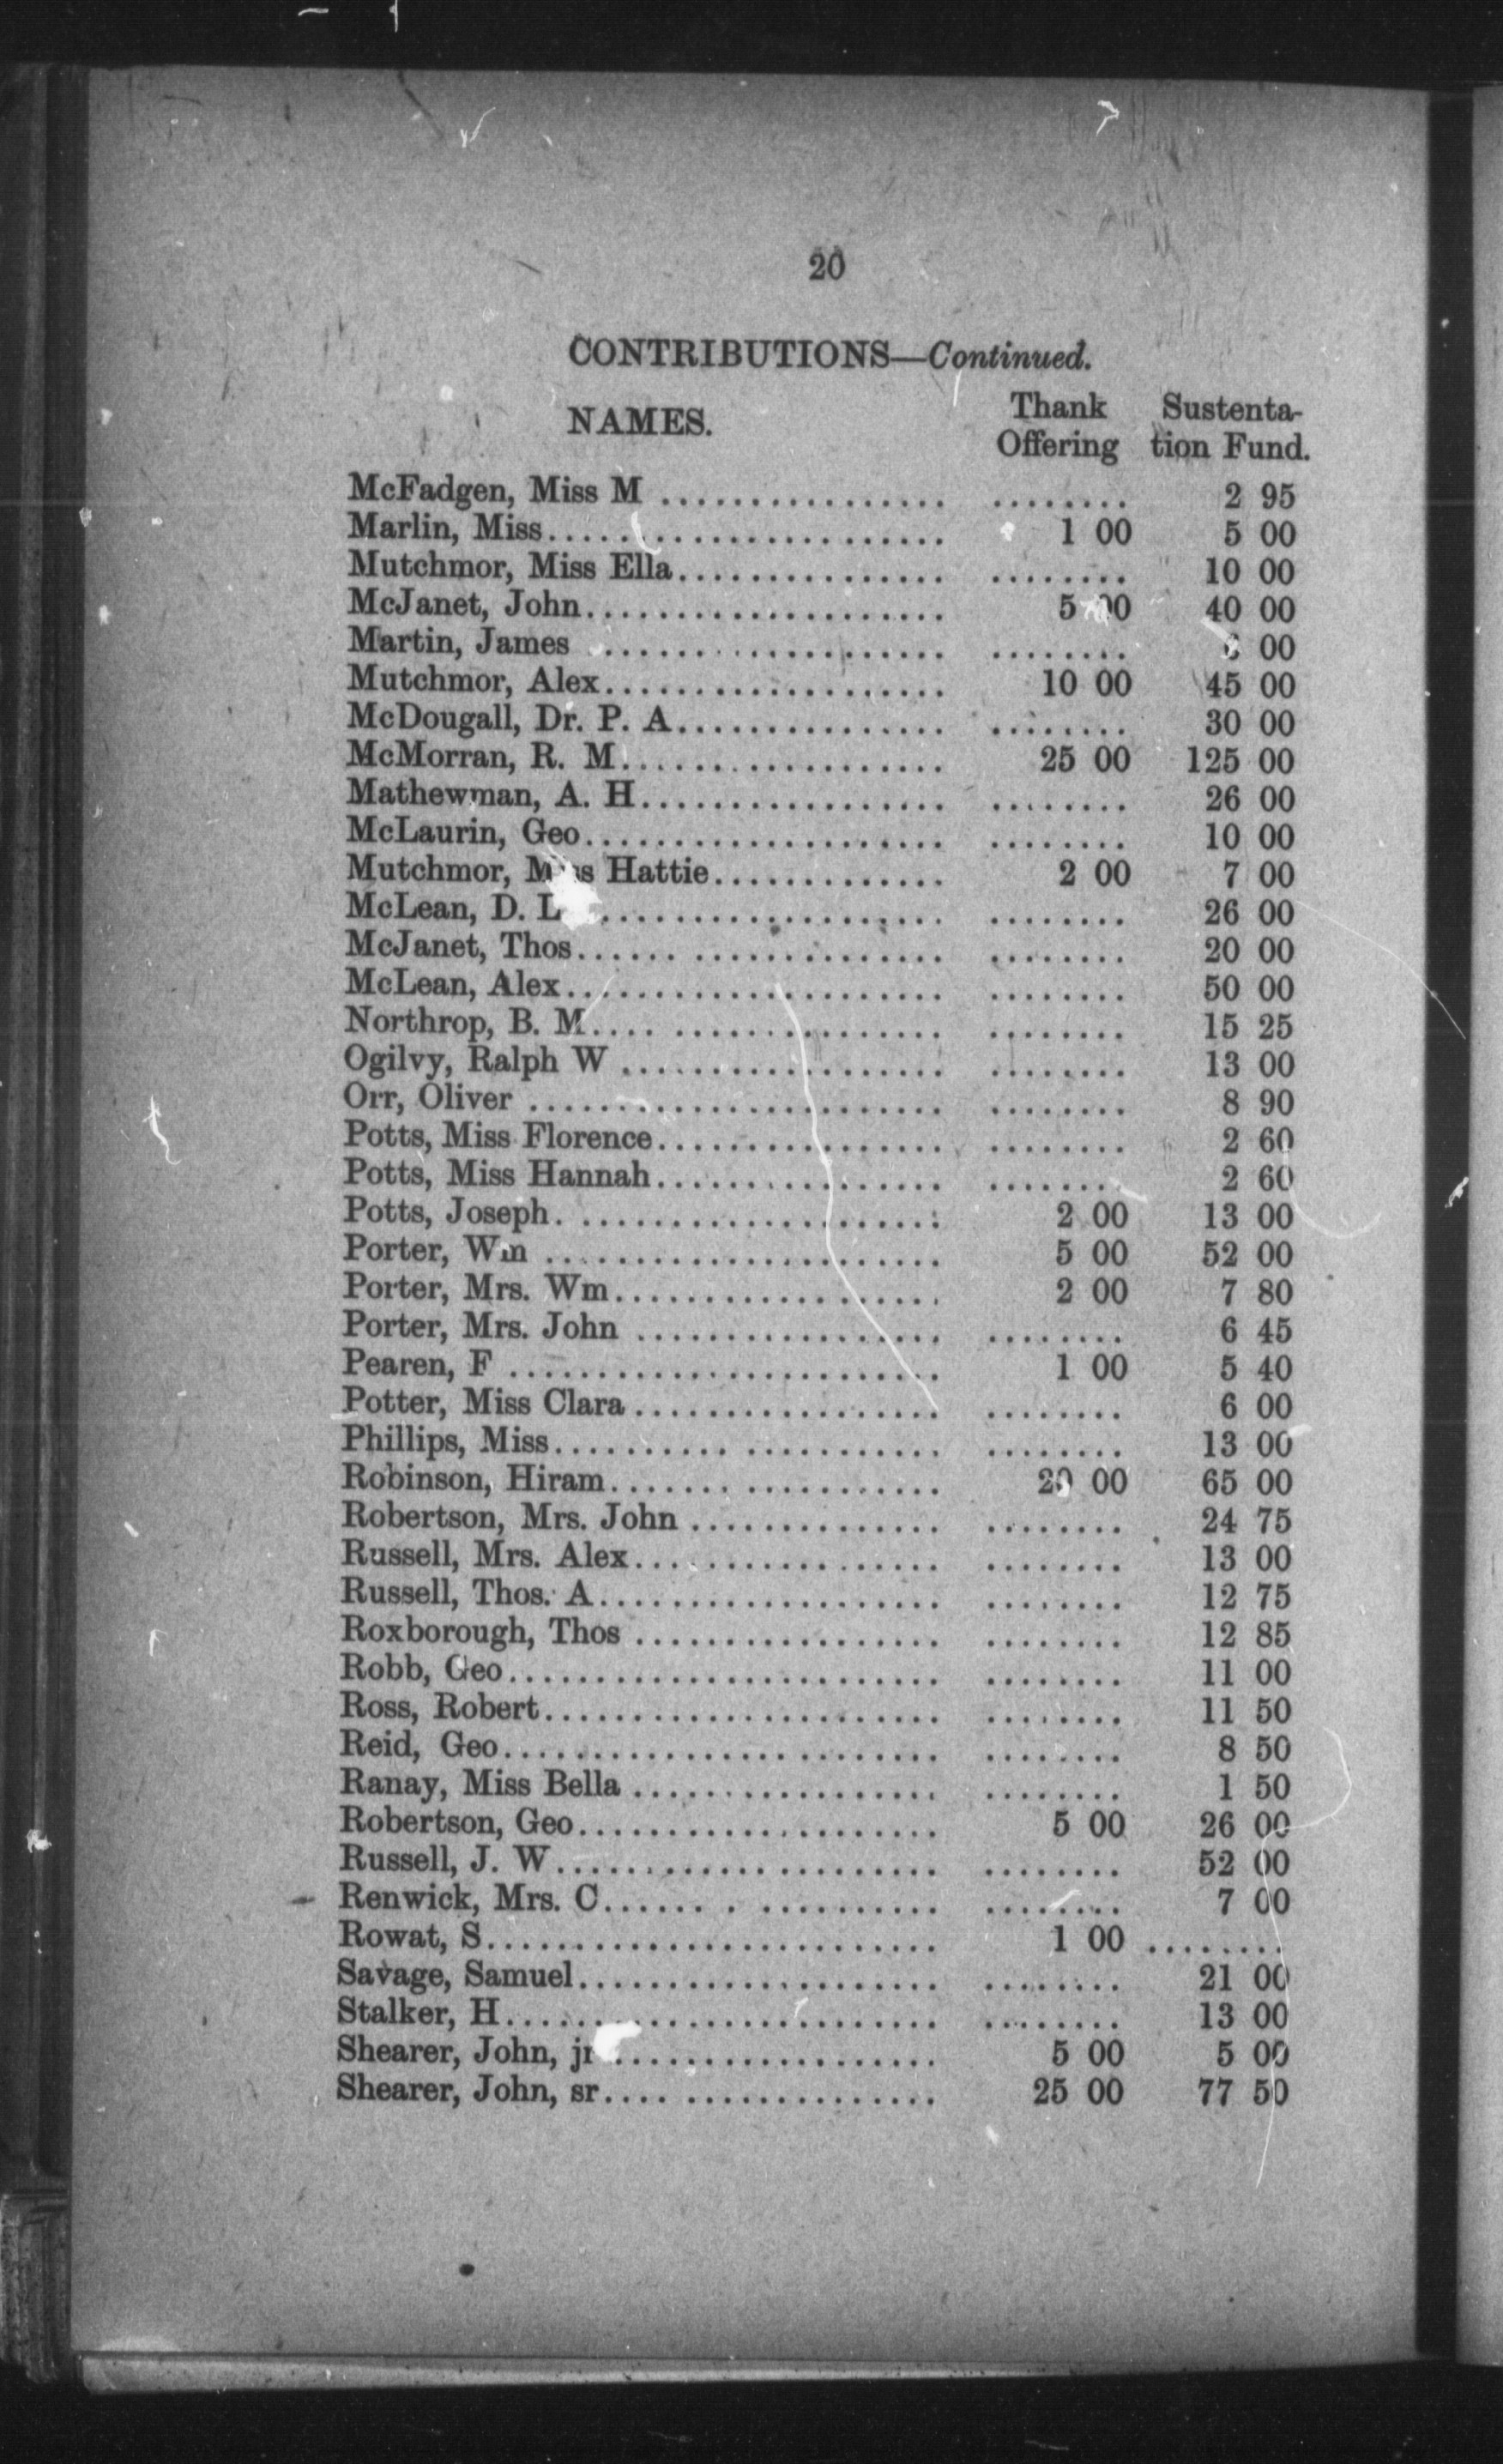 20
CONTRIBUTIONS—Continued.
NAMES. Thank Offering Sustenta-tion Fund.
McFadgen, Miss M ................ ........ 2 95
Marlin, Miss...................... 1 00 5 00
Mutchmor, Miss Ella............... ........ 10 00
McJanet, John.................... 5 00 40 00
Martin, James ................... ........ 00
Mutchmor, Alex................... 10 00 45 00
McDougall, Dr. P. A............... ........ 30 00
McMorran, R. M.................. 25 00 125 00
Mathewman, A. H................. ........ 26 00
McLaurin, Geo.................... ........ 10 00
Mutchmor, Miss Hattie............. 2 00 7 00
McLean, D. L ................... ........ 26 00
McJanet, Thos.................... ........ 20 00
McLean, Alex..................... ........ 50 00
Northrop, B. M.... ............... ........ 15 25
Ogilvy, Ralph W .................. ........ 13 00
Orr, Oliver ....................... ........ 8 90
Potts, Miss Florence................ ........ 2 60
Potts, Miss Hannah................ ........ 2 60
Potts, Joseph. .................... 2 00 13 00
Porter, Wm ...................... 5 00 52 00
Porter, Mrs. Wm.................. 2 00 7 80
Porter, Mrs. John ................. ........ 6 45
Pearen, F ........................ 1 00 5 40
Potter, Miss Clara ................. ........ 6 00
Phillips, Miss.......... ........... ........ 13 00
Robinson, Hiram....... ........... 20 00 65 00
Robertson, Mrs. John .............. ........ 24 75
Russell, Mrs. Alex................. ........ 13 00
Russell, Thos. A................... ........ 12 75
Roxborough, Thos ................. ........ 12 85
Robb, Geo........................ ........ 11 00
Ross, Robert...................... ........ 11 50
Reid, Geo........................ ........ 8 50
Ranay, Miss Bella ................. ........ 1 50
Robertson, Geo.................... 5 00 26 00
Russell, J. W..................... ........ 52 00
Renwick, Mrs. C...... . .......... ........ 7 00
Rowat, S......................... 1 00 ........
Savage, Samuel.................... ........ 21 00
Stalker, H........................ ........ 13 00
Shearer, John, jr .................. 5 00 5 00
Shearer, John, sr.... .............. 25 00 77 50